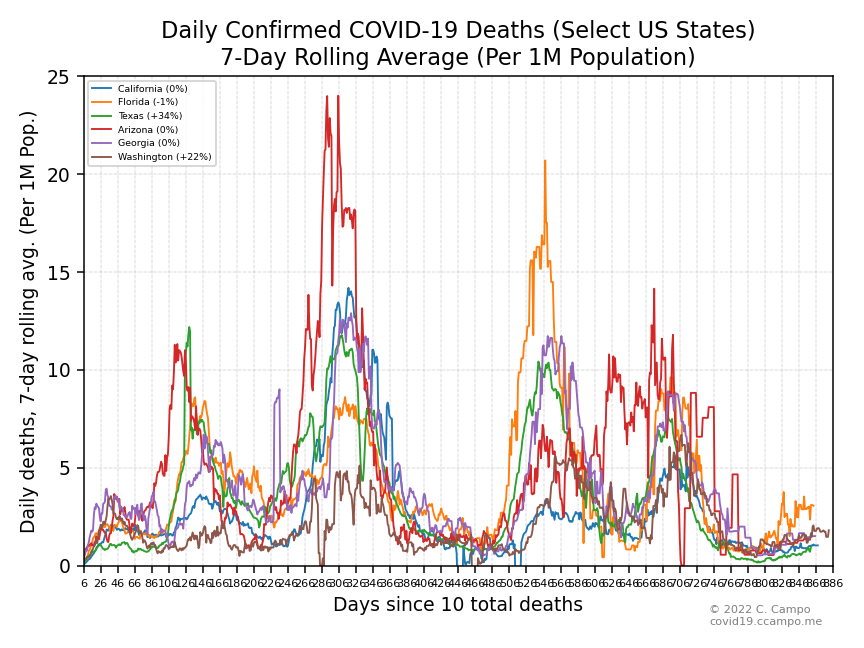 Daily Confirmed COVID-19 Deaths (Select US States)
7-Day Rolling Average (Per 1M Population)
Daily deaths, 7-day rolling avg. (Per 1M Pop.)
25
20
15
10
5
0
California (0%)
Florida (-1%)
Texas (+34%)
Arizona (0%)
Georgia (0%)
Washington (+22%)
6 26 46 66 86 106 126 146 166 186 206 226 246 266 286 306 326 346 366 386 406 426 446 466 486 506 526 546 566 586 606 626 646 666 686 706 726 746 766 786 806 826 846 866 886
Days since 10 total deaths
© 2022 C. Campo
covid19.ccampo.me